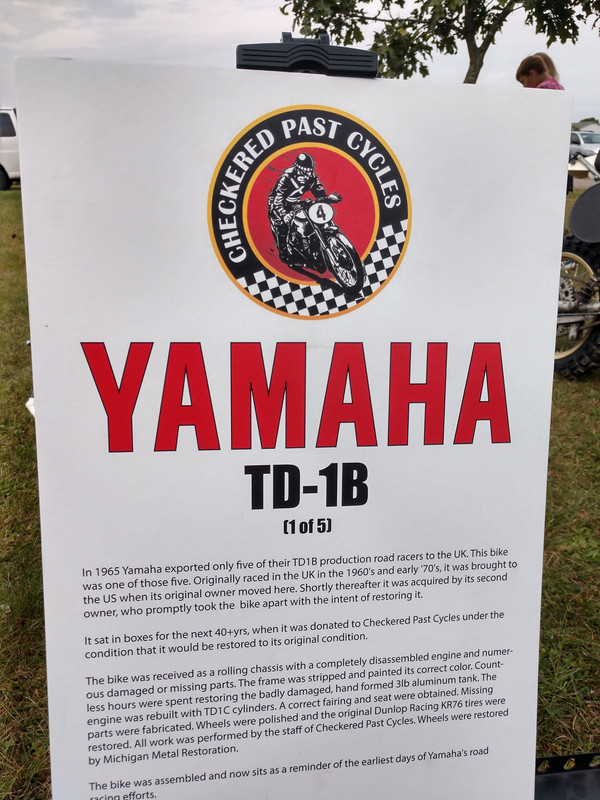 CHECKERED PAST CYCLES
4
YAMAHA
TD-1B
(1 of 5)
In 1965 Yamaha exported only five of their TD1B production road racers to the UK. This bike
was one of those five. Originally raced in the UK in the 1960's and early '70's, it was brought to
the US when its original owner moved here. Shortly thereafter it was acquired by its second
owner, who promptly took the bike apart with the intent of restoring it.
It sat in boxes for the next 40+yrs, when it was donated to Checkered Past Cycles under the
condition that it would be restored to its original condition.
The bike was received as a rolling chassis with a completely disassembled engine and numer-
ous damaged or missing parts. The frame was stripped and painted its correct color. Count-
less hours were spent restoring the badly damaged, hand formed 3lb aluminum tank. The
engine was rebuilt with TD1C cylinders. A correct fairing and seat were obtained. Missing
parts were fabricated. Wheels were polished and the original Dunlop Racing KR76 tires were
restored. All work was performed by the staff of Checkered Past Cycles. Wheels were restored
by Michigan Metal Restoration.
The bike was assembled and now sits as a reminder of the earliest days of Yamaha's road
racing efforts.